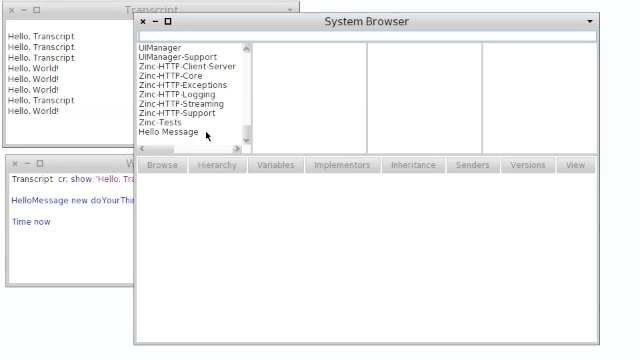 Transcript
Hello, Transcript
Hello, Transcript
Hello, Transcript
Hello, World!
Hello, World!
Hello, World!
Hello, Transcript
Hello, World!
System Browser
UIManager
UIManager-Support
Zinc-HTTP-Client-Server
Zinc-HTTP-Core
Zinc-HTTP-Exceptions
Zinc-HTTP-Logging
Zinc-HTTP-Streaming
Zinc-HTTP-Support
Zinc-Tests
Hello Message
Browse Hierarchy Variables Implementors Inheritance Senders Versions View
W
Transcript cr; show: 'Hello, Tra
HelloMessage new doYourThin
Time now